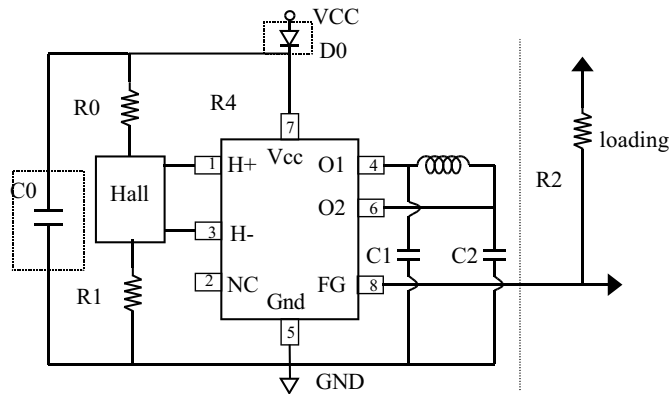 VCC
D0
R0
R4
7
Vcc
loading
1
H+
O1
4
R2
C0
Hall
O2
6
3
H-
C1
C2
2
NC
FG
8
R1
Gnd
5
GND